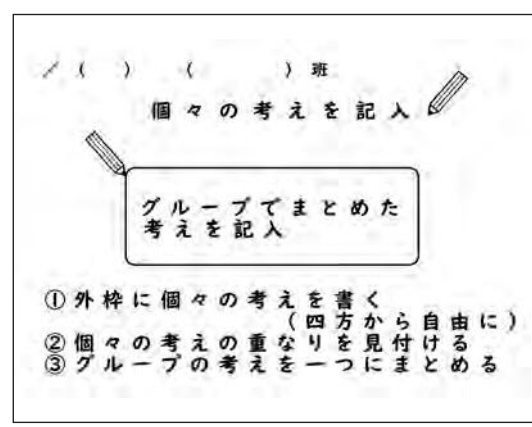 ／（　）　（　　　　）班
個々の考えを記入
グループでまとめた
考えを記入
①外枠に個々の考えを書く
（四方から自由に）
②個々の考えの重なりを見付ける
③グループの考えを一つにまとめる